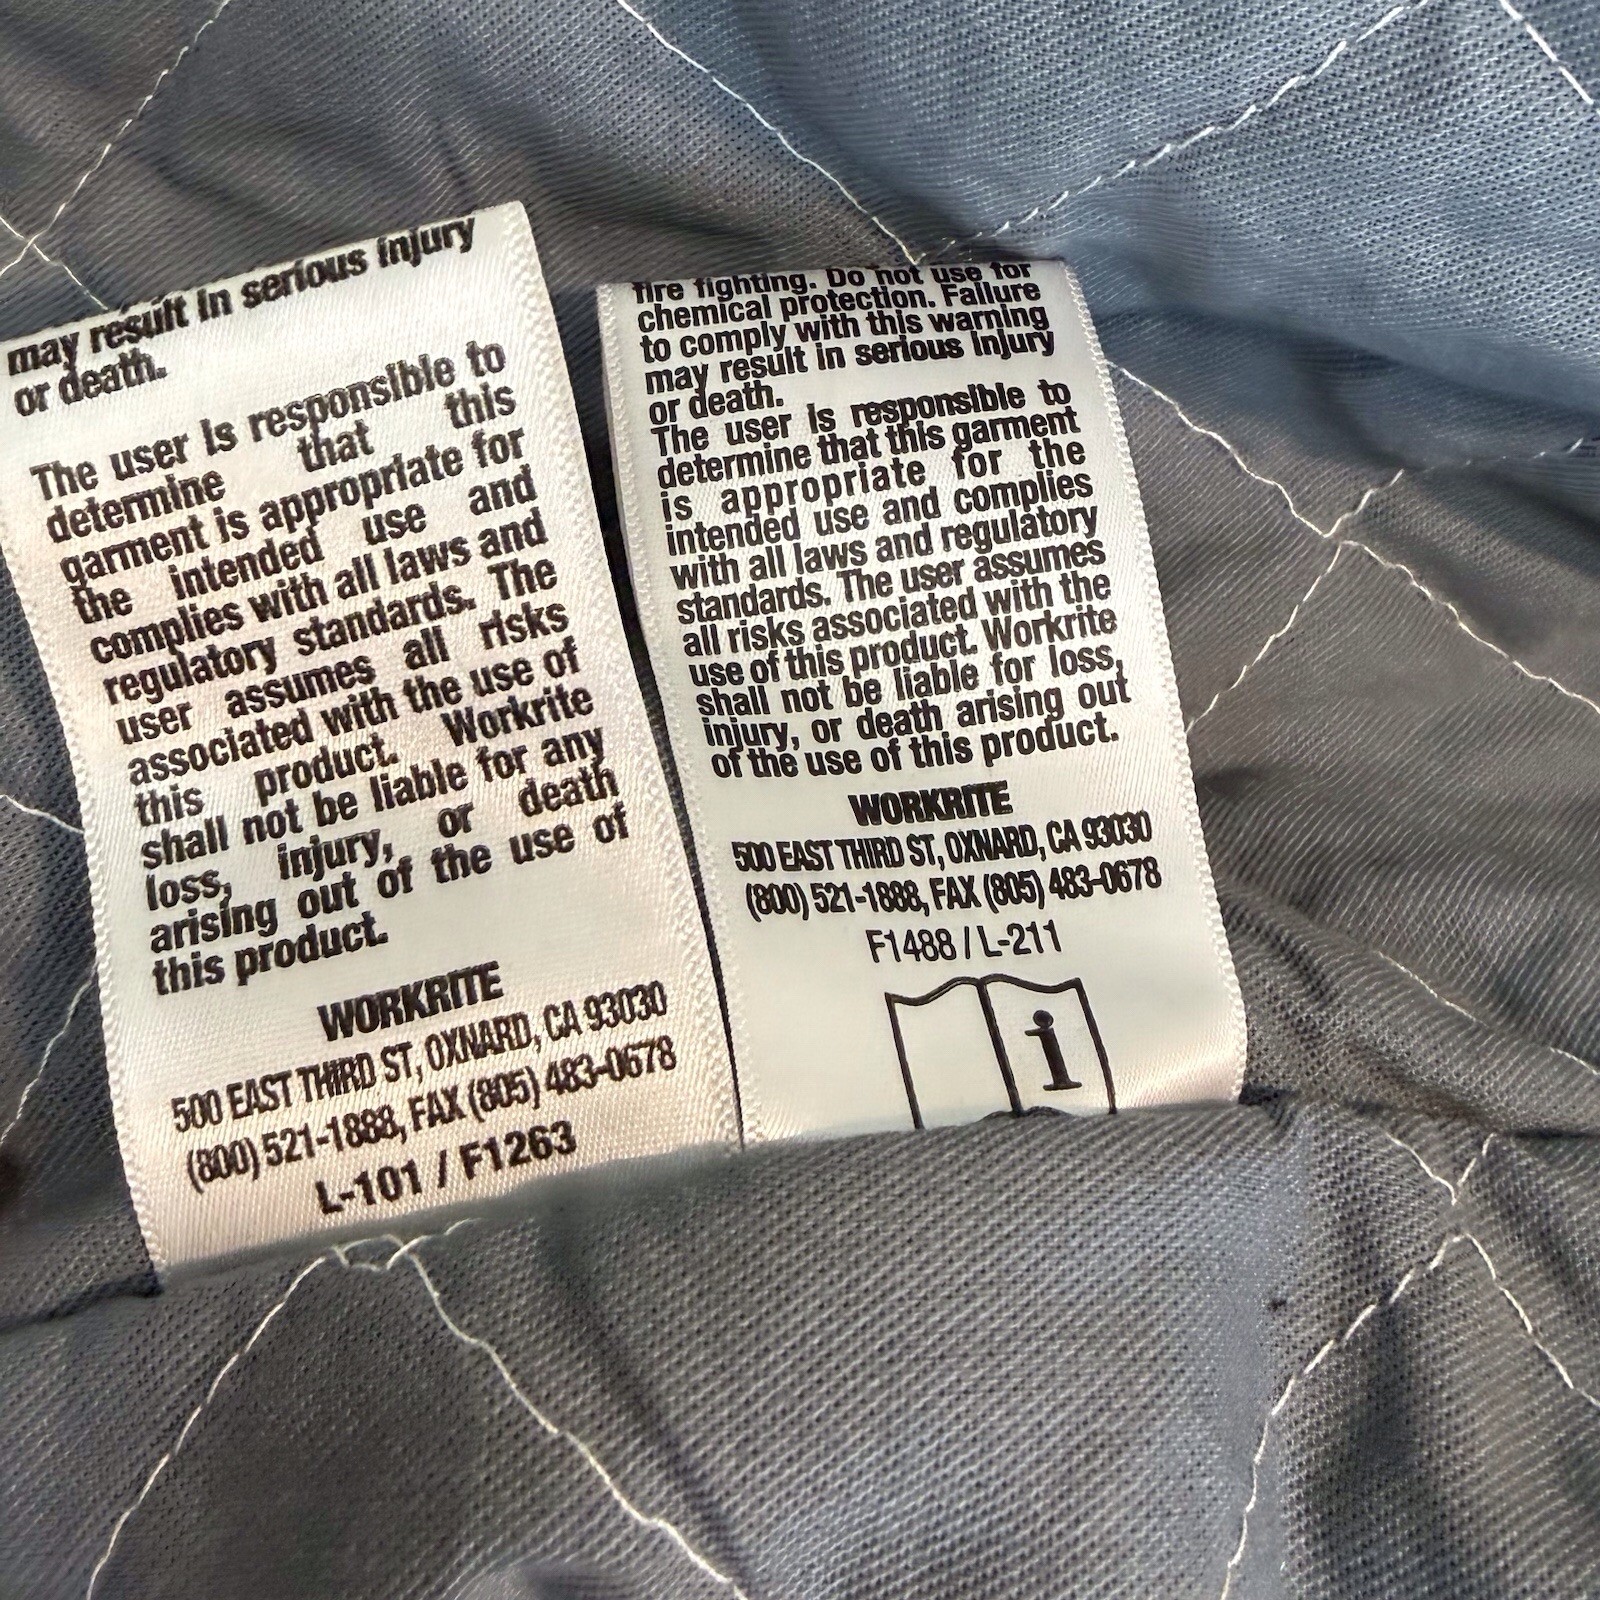 may result in serious injury
or death.
The user is responsible to
determine that this
garment is appropriate for
the intended use and
complies with all laws and
regulatory standards. The
user assumes all risks
associated with the use of
this product. Workrite
shall not be liable for any
loss, injury, or death
arising out of the use of
this product.
WORKRITE
500 EAST THIRD ST, OXNARD, CA 93030
(800) 521-1888, FAX (805) 483-0678
L-101 / F1263
fire fighting. Do not use for
chemical protection. Failure
to comply with this warning
may result in serious injury
or death.
The user is responsible to
determine that this garment
is appropriate for the
intended use and complies
with all laws and regulatory
standards. The user assumes
all risks associated with the
use of this product. Workrite
shall not be liable for loss,
injury, or death arising out
of the use of this product.
WORKRITE
500 EAST THIRD ST, OXNARD, CA 93030
(800) 521-1888, FAX (805) 483-0678
F1488 / L-211
i